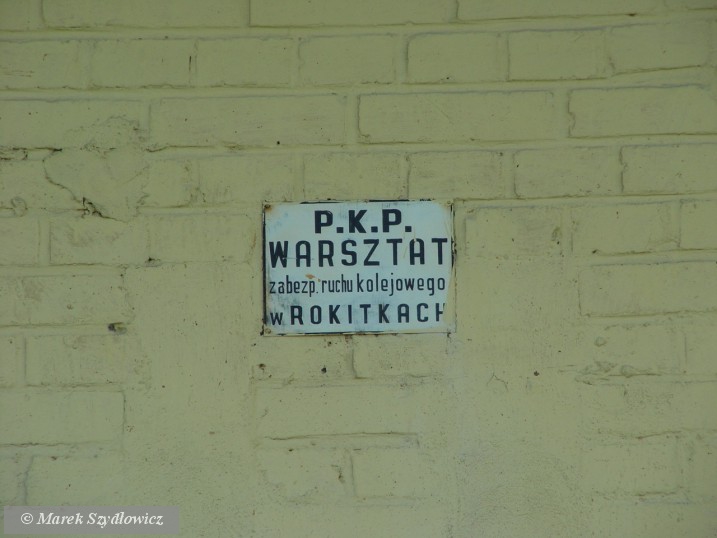 P.K.P.
WARSZTAT
zabezp. ruchu kolejowego
w ROKITKACH
© Marek Szydłowicz